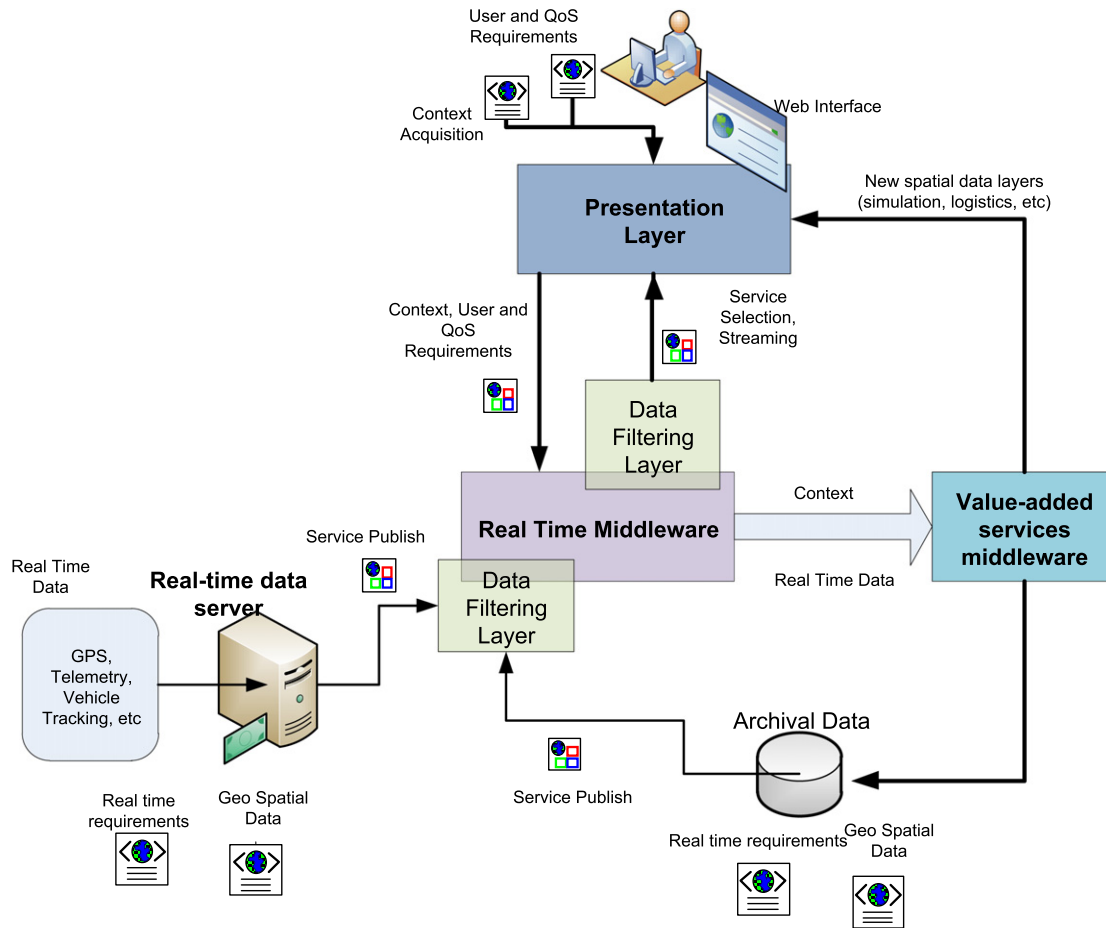 User and QoS
Requirements
Context
Acquisition
Web Interface
Presentation
Layer
New spatial data layers
(simulation, logistics, etc)
Context, User and
QoS
Requirements
Service
Selection,
Streaming
Data
Filtering
Layer
Real Time Middleware
Context
Real Time Data
Value-added
services
middleware
Service Publish
Data
Filtering
Layer
Real Time
Data
Real-time data
server
GPS,
Telemetry,
Vehicle
Tracking, etc
Archival Data
Service Publish
Real time
requirements
Geo Spatial
Data
Real time requirements
Geo Spatial
Data